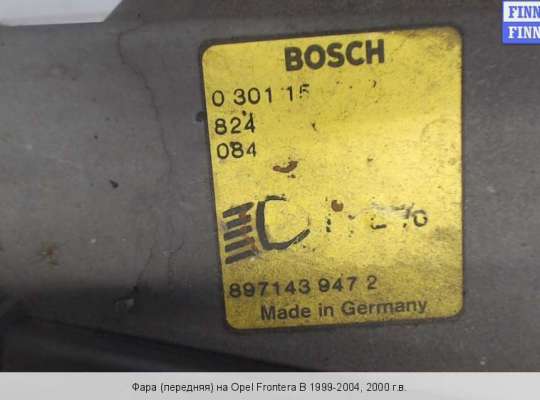 FINN
FINN
BOSCH
0 301 15
824
084
897143 947 2
Made in Germany
Фара (передняя) на Opel Frontera B 1999-2004, 2000 г.в.